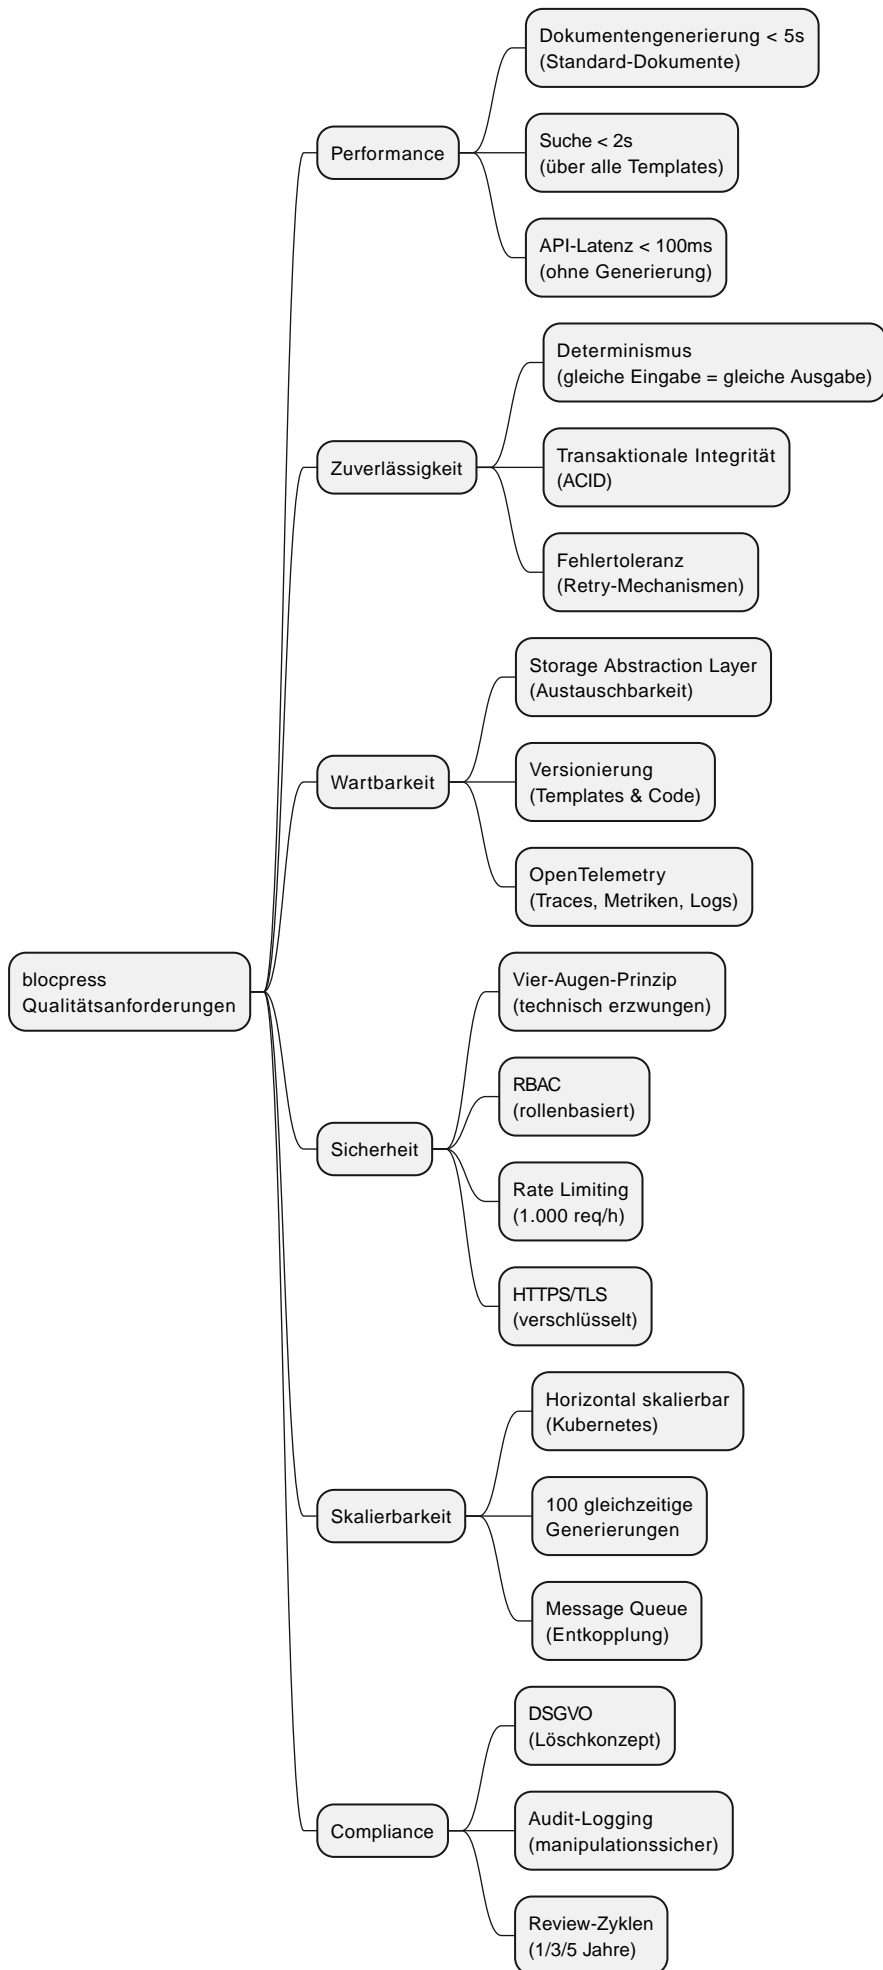 Dokumentengenerierung < 5s
(Standard-Dokumente)
Performance
Suche < 2s
(über alle Templates)
API-Latenz < 100ms
(ohne Generierung)
Determinismus
(gleiche Eingabe = gleiche Ausgabe)
Zuverlässigkeit
Transaktionale Integrität
(ACID)
Fehlertoleranz
(Retry-Mechanismen)
Storage Abstraction Layer
(Austauschbarkeit)
Wartbarkeit
Versionierung
(Templates & Code)
OpenTelemetry
(Traces, Metriken, Logs)
blocpress
Qualitätsanforderungen
Vier-Augen-Prinzip
(technisch erzwungen)
RBAC
(rollenbasiert)
Sicherheit
Rate Limiting
(1.000 req/h)
HTTPS/TLS
(verschlüsselt)
Horizontal skalierbar
(Kubernetes)
Skalierbarkeit
100 gleichzeitige
Generierungen
Message Queue
(Entkopplung)
DSGVO
(Löschkonzept)
Compliance
Audit-Logging
(manipulationssicher)
Review-Zyklen
(1/3/5 Jahre)